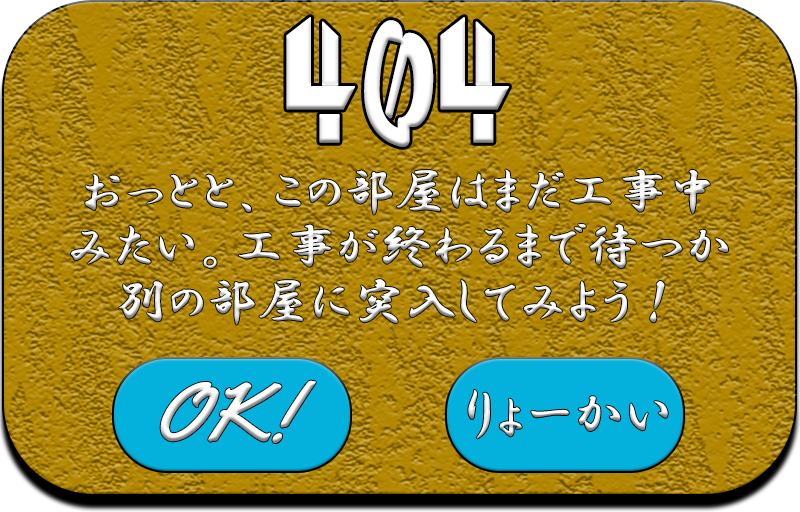 404
おっとと、この部屋はまだ工事中
みたい。工事が終わるまで待つか
別の部屋に突入してみよう！
OK!
りょーかい